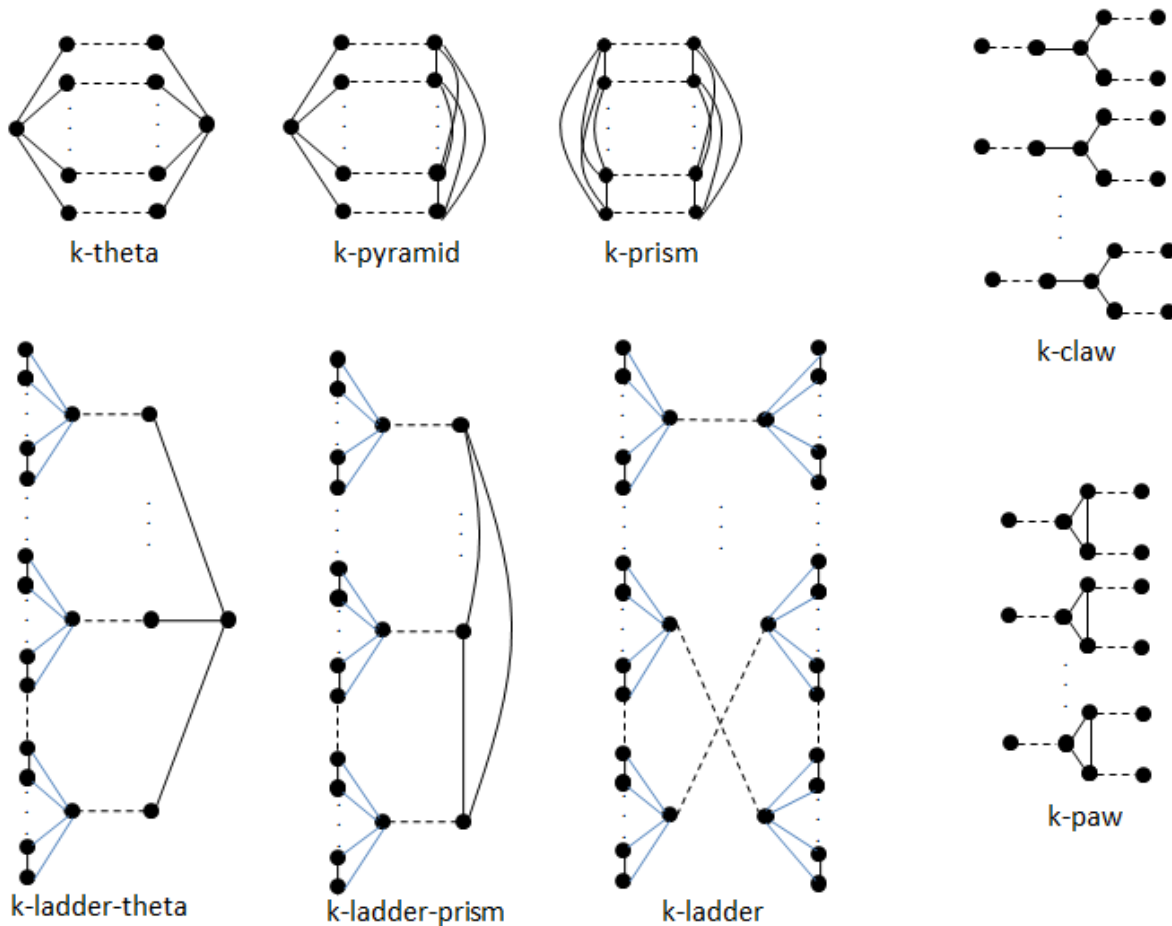 k-theta
k-pyramid
k-prism
k-claw
k-paw
k-ladder-theta
k-ladder-prism
k-ladder